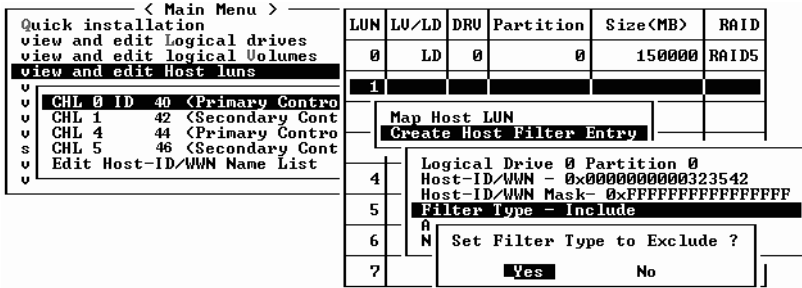 < Main Menu >
Quick installation
view and edit Logical drives
view and edit logical Volumes
view and edit Host luns
v
v CHL 0 ID 40 (Primary Contro
v CHL 1 42 (Secondary Cont
v CHL 4 44 (Primary Contro
s CHL 5 46 (Secondary Cont
v Edit Host-ID/WWN Name List
v
LUN LV/LD DRV Partition Size(MB) RAID
0 LD 0 0 150000 RAID5
1
Map Host LUN
Create Host Filter Entry
Logical Drive 0 Partition 0
4 Host-ID/WWN - 0x0000000000323542
Host-ID/WWN Mask- 0xFFFFFFFFFFFFFFFF
5 Filter Type - Include
A
6 N Set Filter Type to Exclude ?
7 Yes No